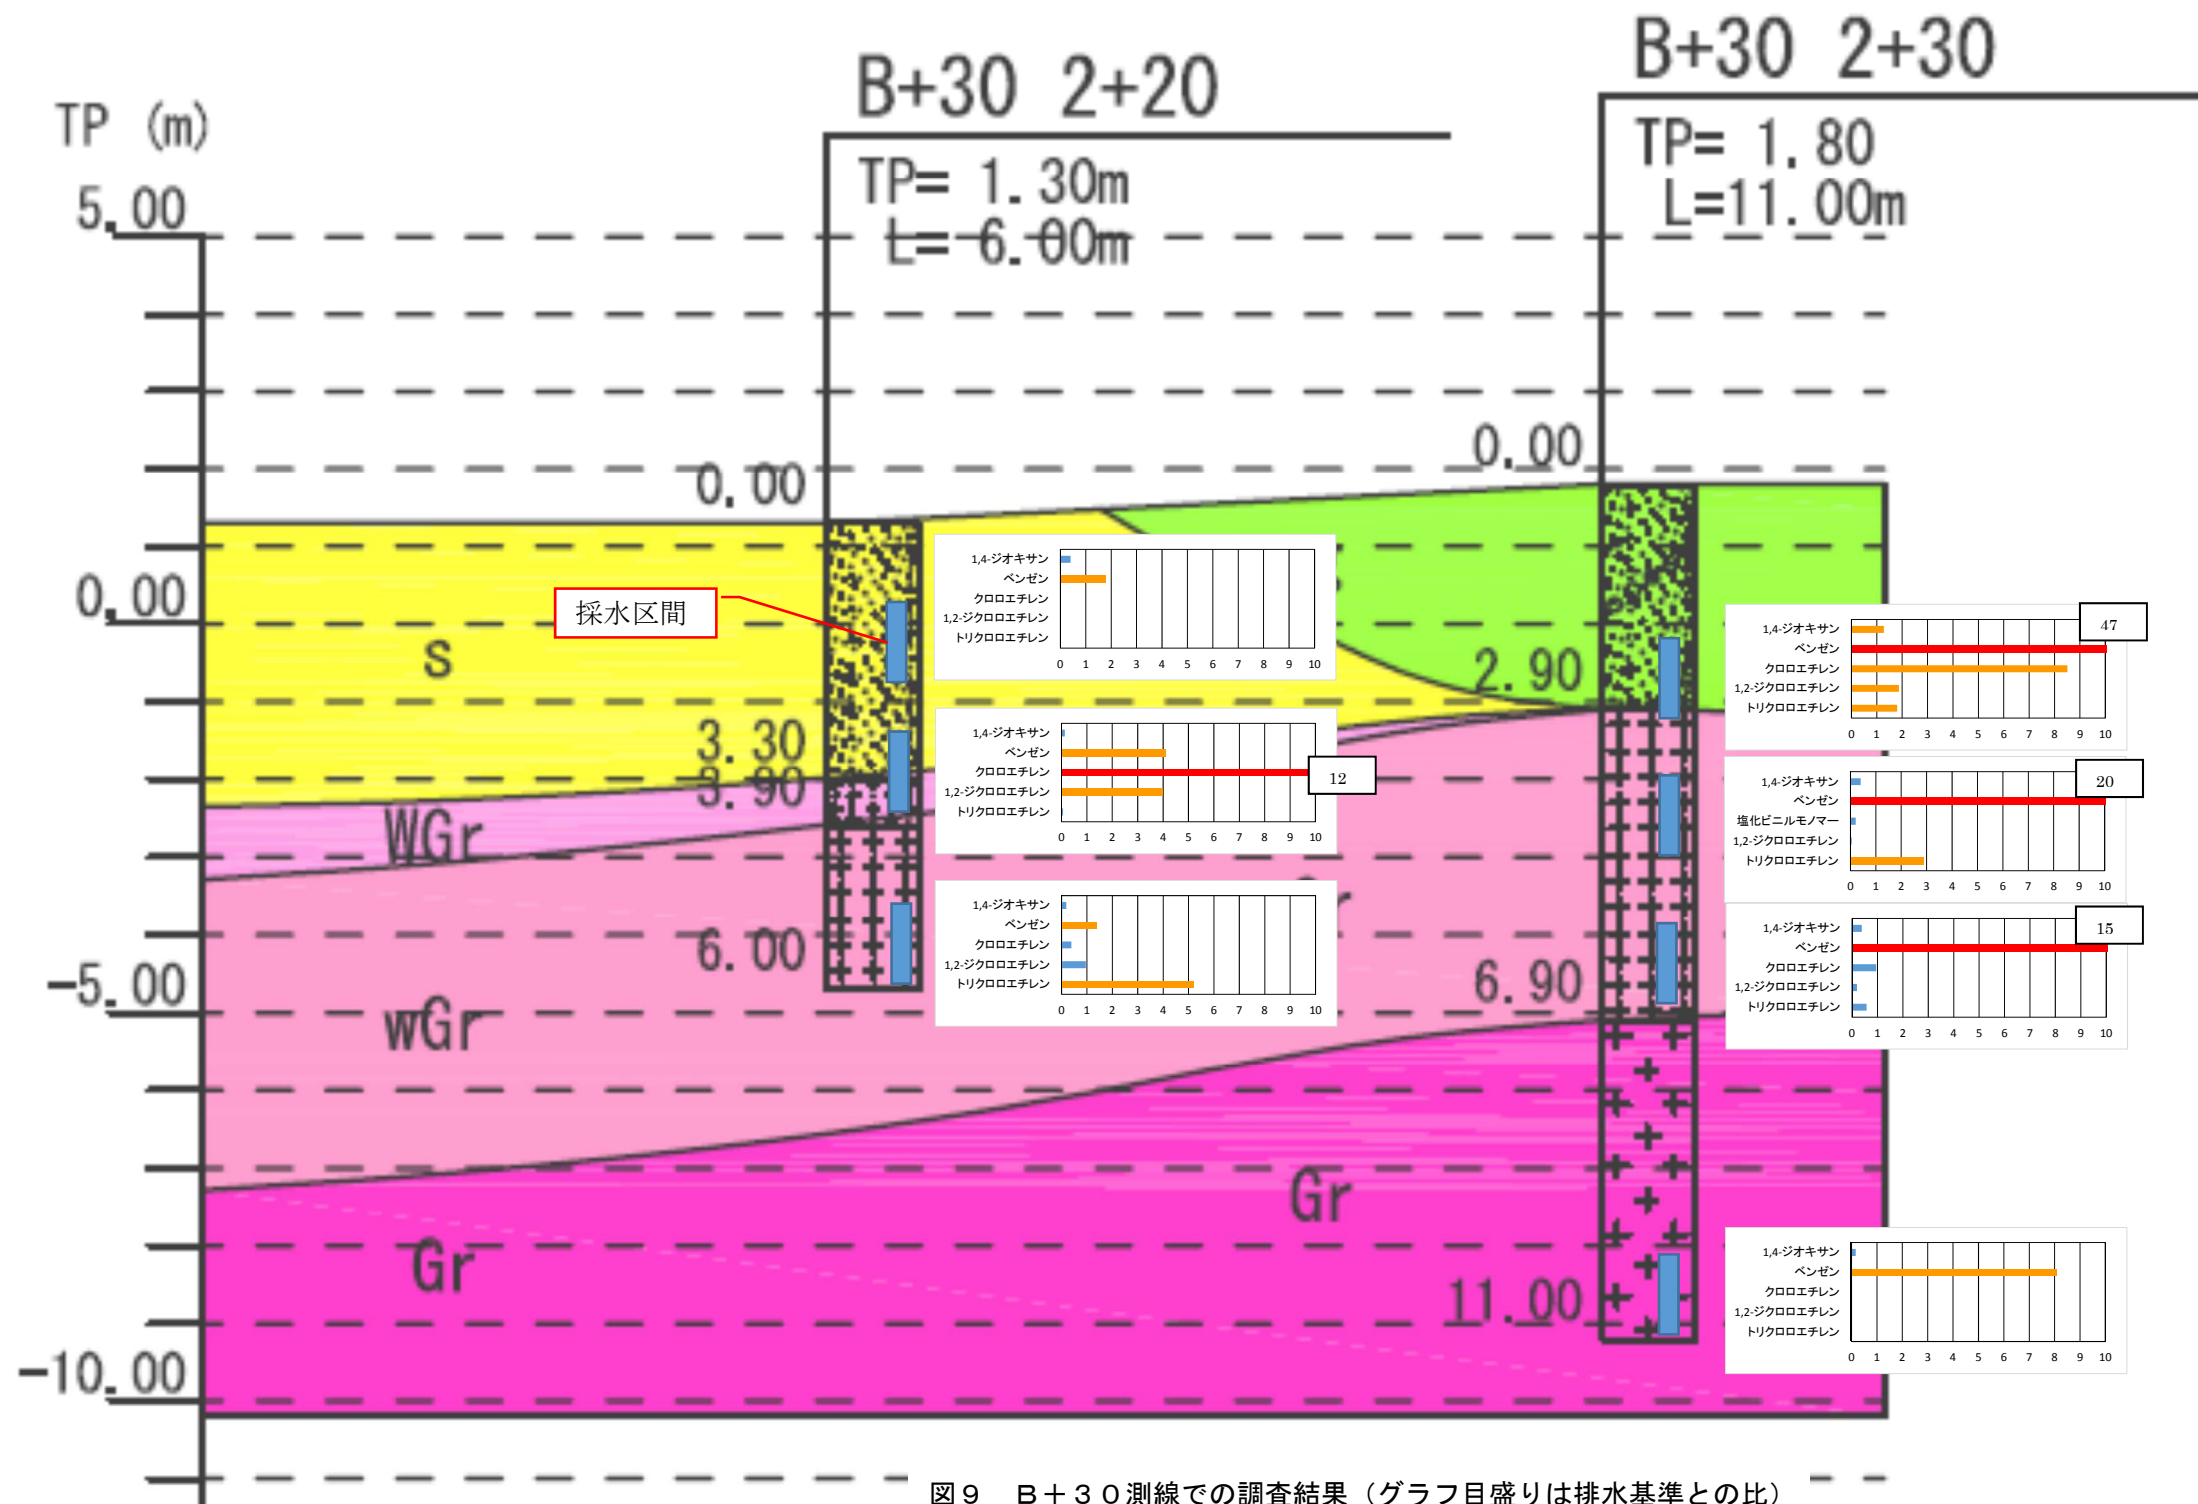 B+30 2+30
B+30 2+20
TP (m)
TP= 1.80
L=11.00m
TP= 1.30m
L= 6.00m
5.00
0.00
0.00
0.00
採水区間
S
2.90
3.30
3.90
WGr
6.00
6.90
-5.00
wGr
Gr
Gr
11.00
-10.00
1,4-ジオキサン
ベンゼン
クロロエチレン
1,2-ジクロロエチレン
トリクロロエチレン
0 1 2 3 4 5 6 7 8 9 10
1,4-ジオキサン
ベンゼン
クロロエチレン
12
1,2-ジクロロエチレン
トリクロロエチレン
0 1 2 3 4 5 6 7 8 9 10
1,4-ジオキサン
ベンゼン
クロロエチレン
1,2-ジクロロエチレン
トリクロロエチレン
0 1 2 3 4 5 6 7 8 9 10
47
1,4-ジオキサン
ベンゼン
クロロエチレン
1,2-ジクロロエチレン
トリクロロエチレン
0 1 2 3 4 5 6 7 8 9 10
20
1,4-ジオキサン
ベンゼン
塩化ビニルモノマー
1,2-ジクロロエチレン
トリクロロエチレン
0 1 2 3 4 5 6 7 8 9 10
15
1,4-ジオキサン
ベンゼン
クロロエチレン
1,2-ジクロロエチレン
トリクロロエチレン
0 1 2 3 4 5 6 7 8 9 10
1,4-ジオキサン
ベンゼン
クロロエチレン
1,2-ジクロロエチレン
トリクロロエチレン
0 1 2 3 4 5 6 7 8 9 10
図９ Ｂ＋３０測線での調査結果（グラフ目盛りは排水基準との比）